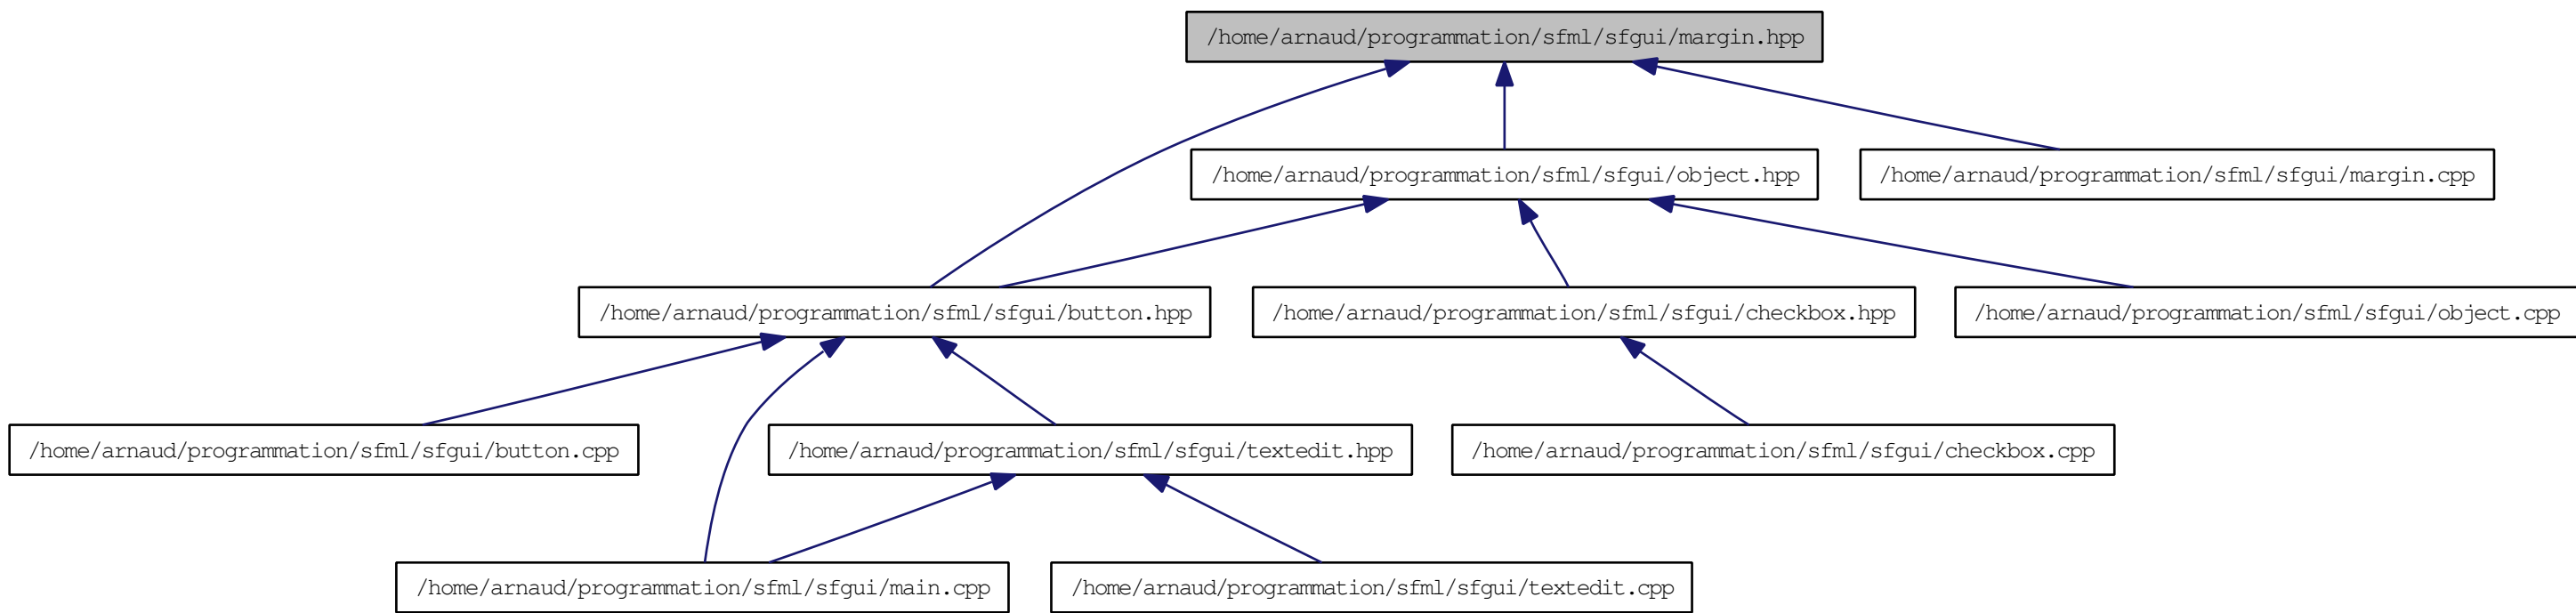 /home/arnaud/programmation/sfml/sfgui/margin.hpp
/home/arnaud/programmation/sfml/sfgui/object.hpp
/home/arnaud/programmation/sfml/sfgui/margin.cpp
/home/arnaud/programmation/sfml/sfgui/button.hpp
/home/arnaud/programmation/sfml/sfgui/checkbox.hpp
/home/arnaud/programmation/sfml/sfgui/object.cpp
/home/arnaud/programmation/sfml/sfgui/button.cpp
/home/arnaud/programmation/sfml/sfgui/textedit.hpp
/home/arnaud/programmation/sfml/sfgui/checkbox.cpp
/home/arnaud/programmation/sfml/sfgui/main.cpp
/home/arnaud/programmation/sfml/sfgui/textedit.cpp